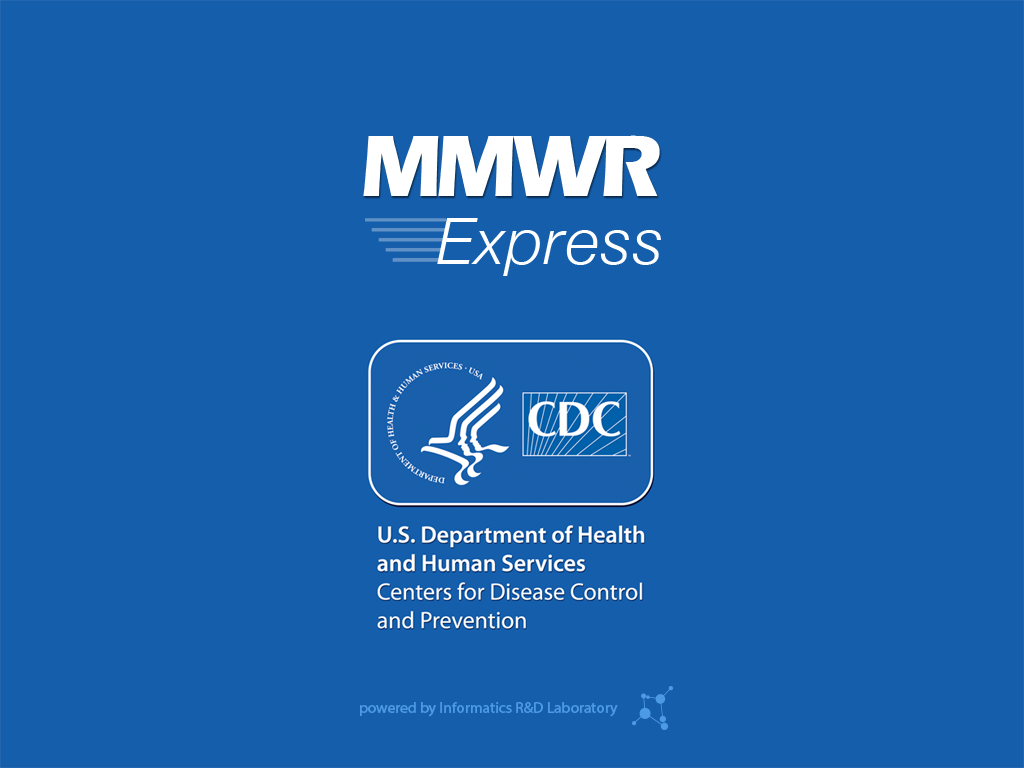 MMWR
Express
DEPARTMENT OF HEALTH & HUMAN SERVICES · USA
CDC
U.S. Department of Health
and Human Services
Centers for Disease Control
and Prevention
powered by Informatics R&D Laboratory